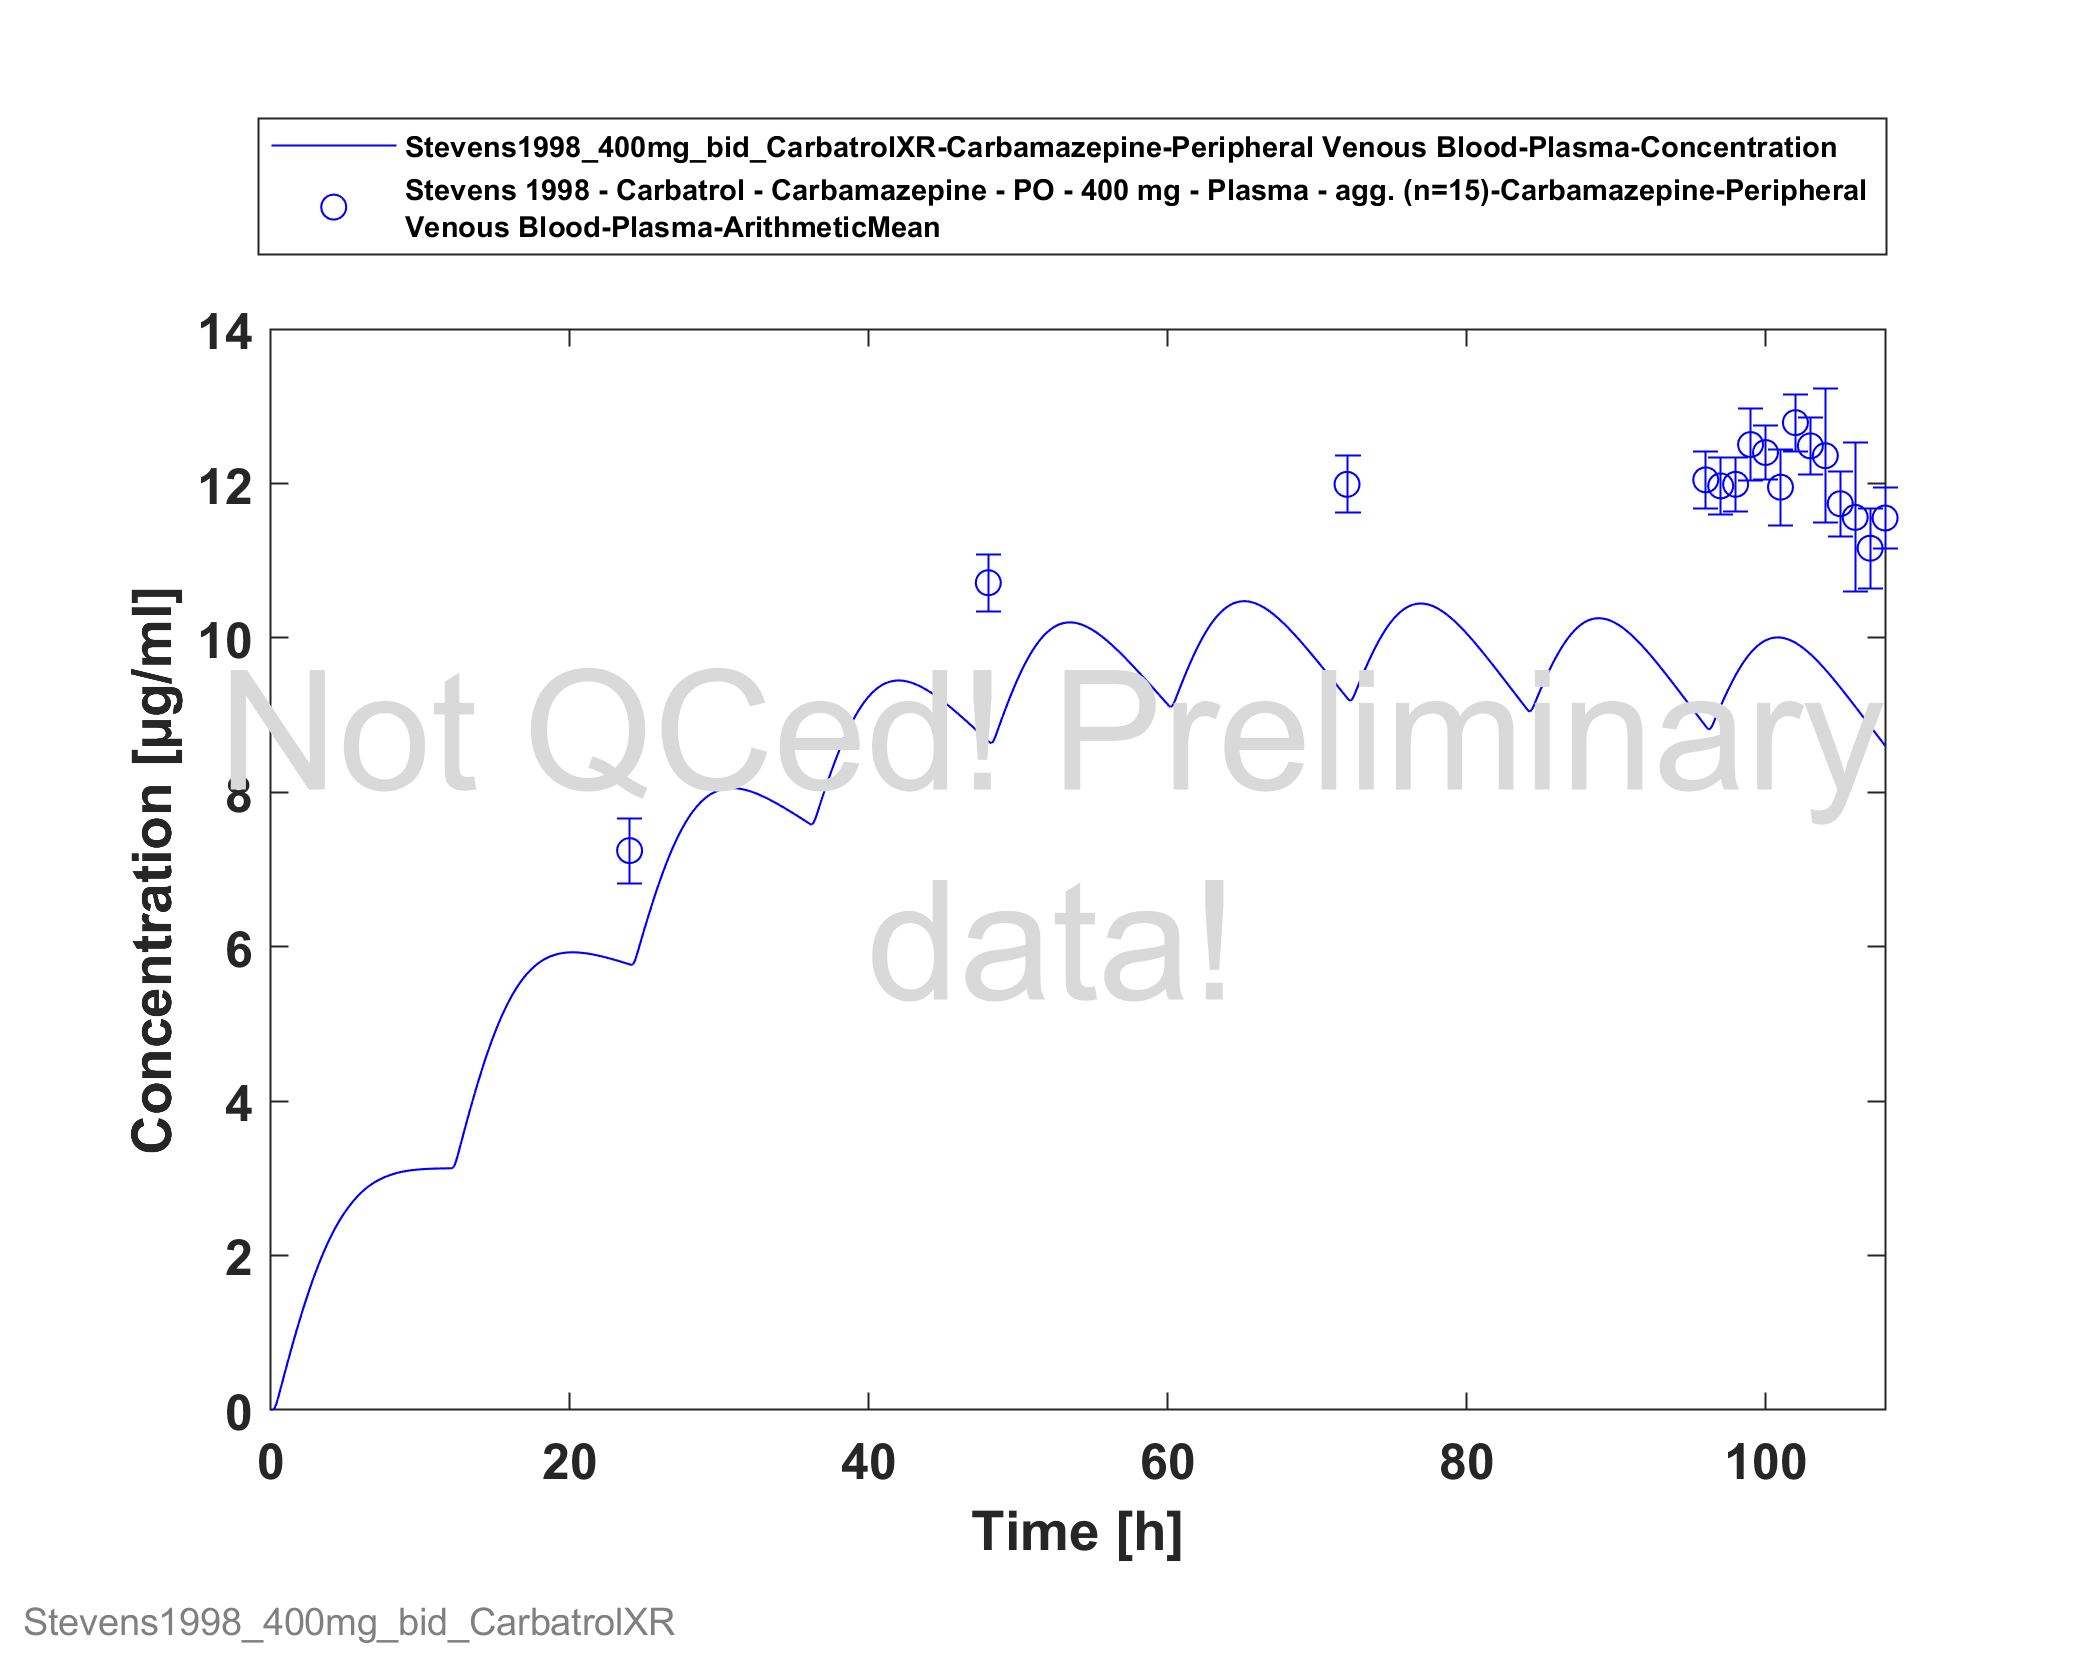 Stevens1998_400mg_bid_CarbatrolXR-Carbamazepine-Peripheral Venous Blood-Plasma-Concentration
Stevens 1998 - Carbatrol - Carbamazepine - PO - 400 mg - Plasma - agg. (n=15)-Carbamazepine-Peripheral
Venous Blood-Plasma-ArithmeticMean
14
12
10
8
6
4
2
0
Concentration [µg/ml]
Not QCed! Preliminary
data!
0 20 40 60 80 100
Time [h]
Stevens1998_400mg_bid_CarbatrolXR